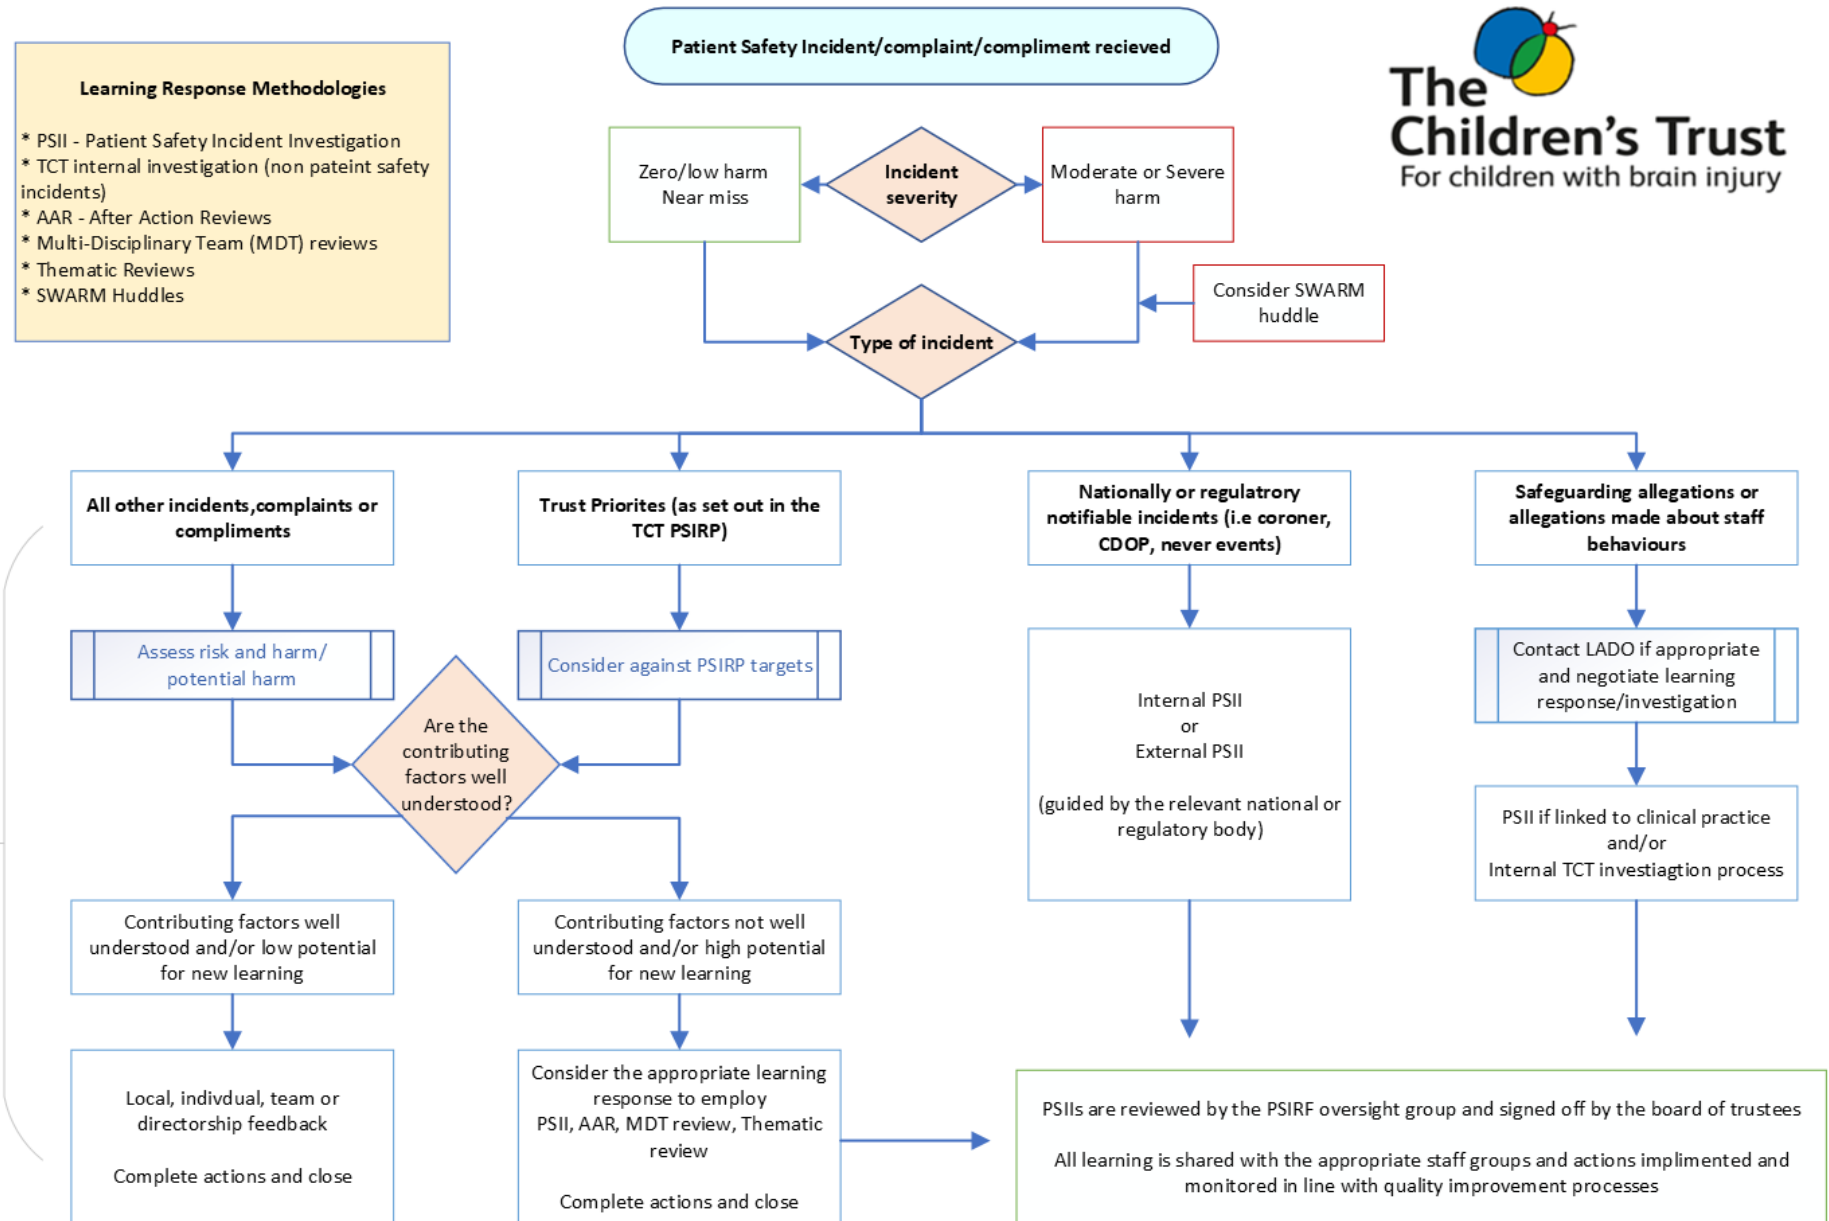 Patient Safety Incident/complaint/compliment recieved
The
Children's Trust
For children with brain injury
Learning Response Methodologies
* PSII - Patient Safety Incident Investigation
* TCT internal investigation (non pateint safety
incidents)
* AAR - After Action Reviews
* Multi-Disciplinary Team (MDT) reviews
* Thematic Reviews
* SWARM Huddles
Zero/low harm
Near miss
Incident
severity
Moderate or Severe
harm
Consider SWARM
huddle
Type of incident
All other incidents,complaints or
compliments
Trust Priorites (as set out in the
TCT PSIRP)
Nationally or regulatrory
notifiable incidents (i.e coroner,
CDOP, never events)
Safeguarding allegations or
allegations made about staff
behaviours
Assess risk and harm/
potential harm
Consider against PSIRP targets
Are the
contributing
factors well
understood?
Internal PSII
or
External PSII
(guided by the relevant national or
regulatory body)
Contact LADO if appropriate
and negotiate learning
response/investigation
PSII if linked to clinical practice
and/or
Internal TCT investiagtion process
Contributing factors well
understood and/or low potential
for new learning
Contributing factors not well
understood and/or high potential
for new learning
Local, indivdual, team or
directorship feedback
Complete actions and close
Consider the appropriate learning
response to employ
PSII, AAR, MDT review, Thematic
review
Complete actions and close
PSIIs are reviewed by the PSIRF oversight group and signed off by the board of trustees
All learning is shared with the appropriate staff groups and actions implimented and
monitored in line with quality improvement processes